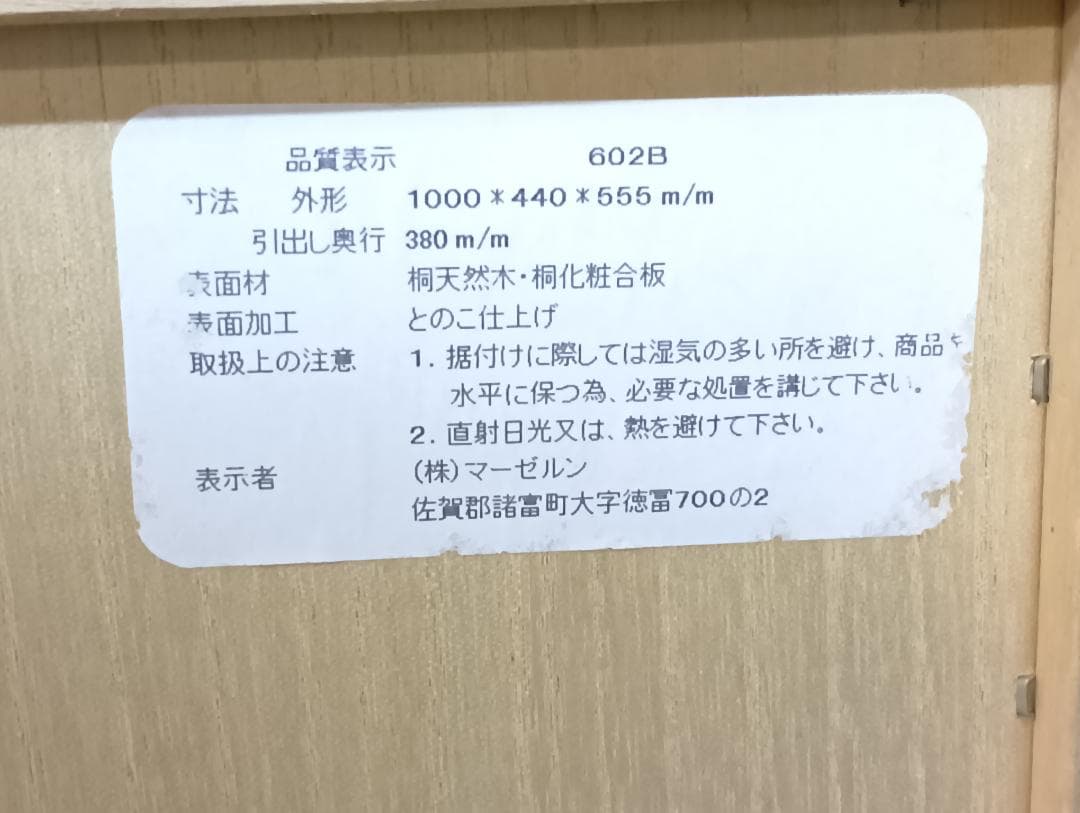 品質表示 602B
寸法 外形 1000*440*555 m/m
引出し奥行 380 m/m
表面材 桐天然木・桐化粧合板
表面加工 とのこ仕上げ
取扱上の注意 1. 据付けに際しては湿気の多い所を避け、商品を
水平に保つ為、必要な処置を講じて下さい。
2. 直射日光又は、熱を避けて下さい。
表示者 (株)マーゼルン
佐賀郡諸富町大字徳冨700の2